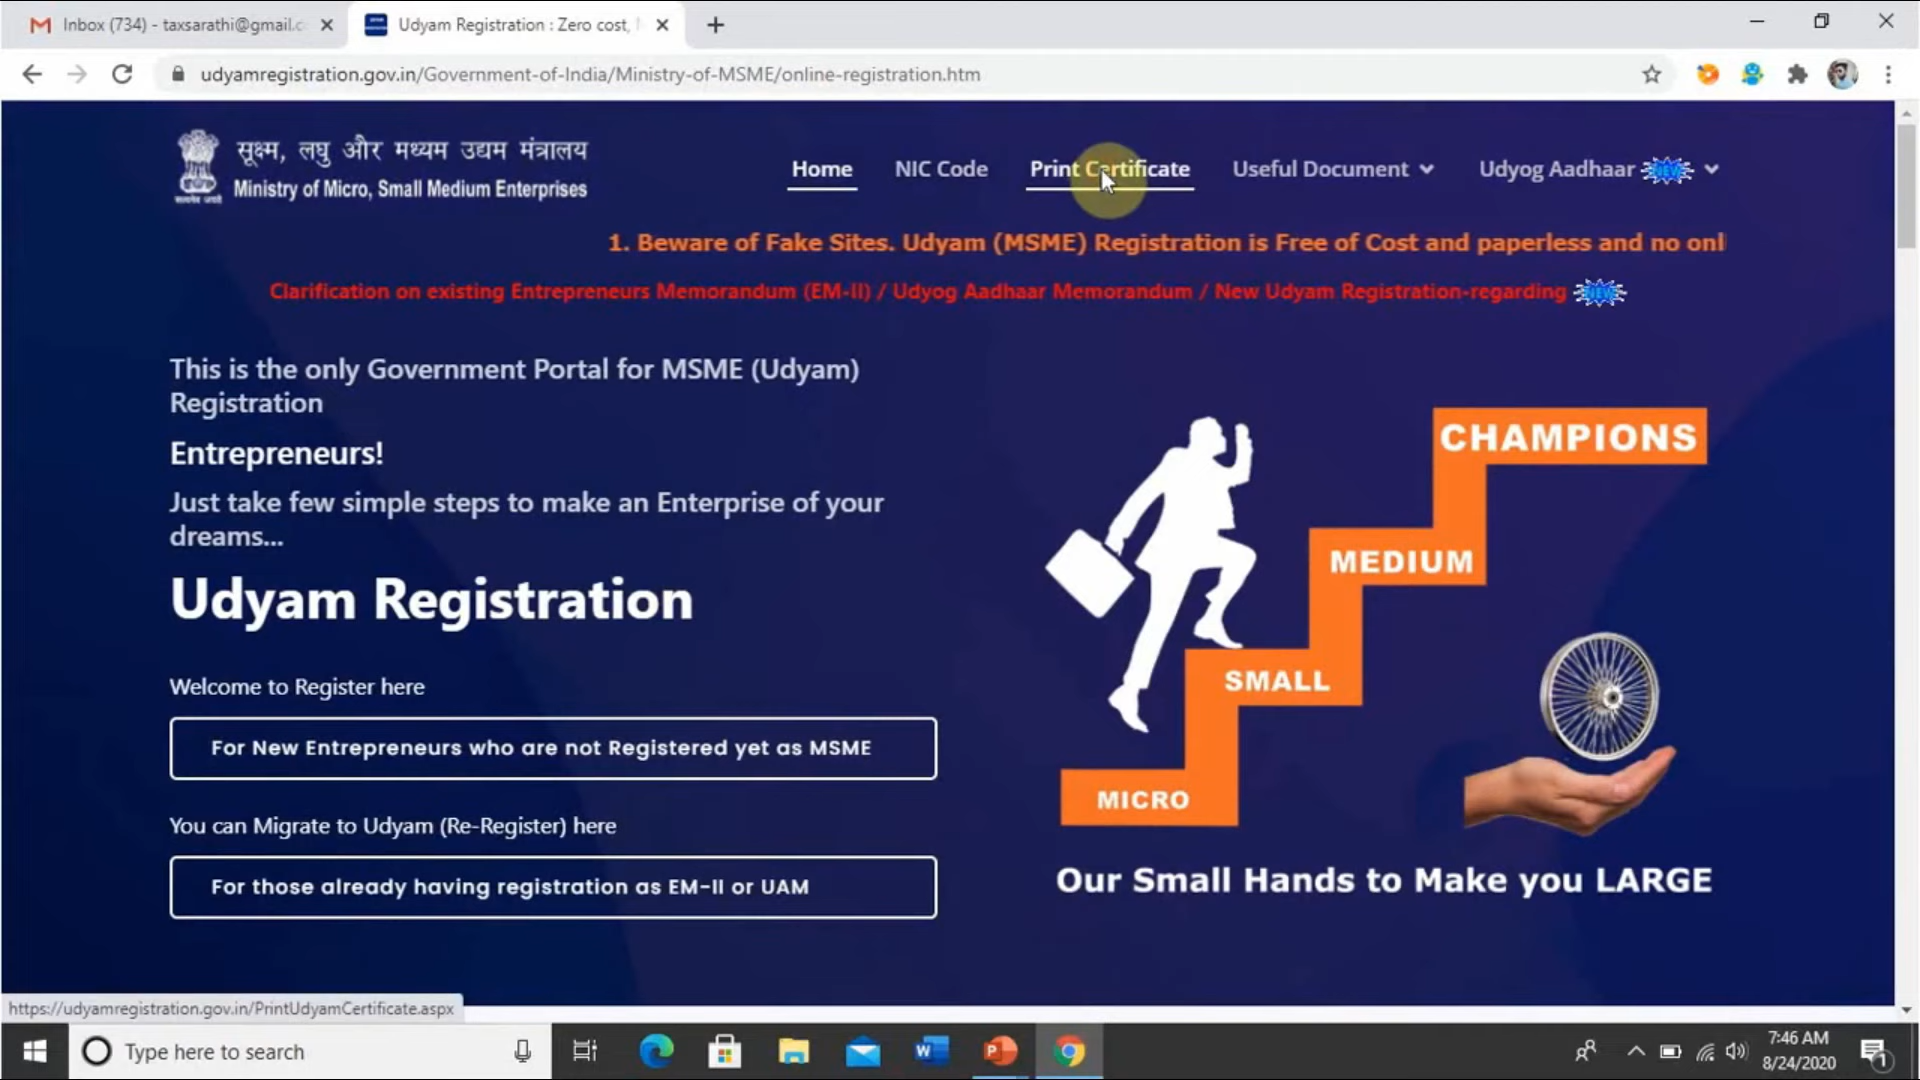 Inbox (734) - taxsarathi@gmail.c
Udyam Registration : Zero cost,
udyamregistration.gov.in/Government-of-India/Ministry-of-MSME/online-registration.htm
सूक्ष्म, लघु और मध्यम उद्यम मंत्रालय
Ministry of Micro, Small Medium Enterprises
सत्यमेव जयते
Home
NIC Code
Print Certificate
Useful Document
Udyog Aadhaar
NEW
1. Beware of Fake Sites. Udyam (MSME) Registration is Free of Cost and paperless and no onl
Clarification on existing Entrepreneurs Memorandum (EM-II) / Udyog Aadhaar Memorandum / New Udyam Registration-regarding
NEW
This is the only Government Portal for MSME (Udyam)
Registration
Entrepreneurs!
Just take few simple steps to make an Enterprise of your
dreams...
Udyam Registration
Welcome to Register here
For New Entrepreneurs who are not Registered yet as MSME
You can Migrate to Udyam (Re-Register) here
For those already having registration as EM-II or UAM
CHAMPIONS
MEDIUM
SMALL
MICRO
Our Small Hands to Make you LARGE
https://udyamregistration.gov.in/PrintUdyamCertificate.aspx
Type here to search
7:46 AM
8/24/2020
1